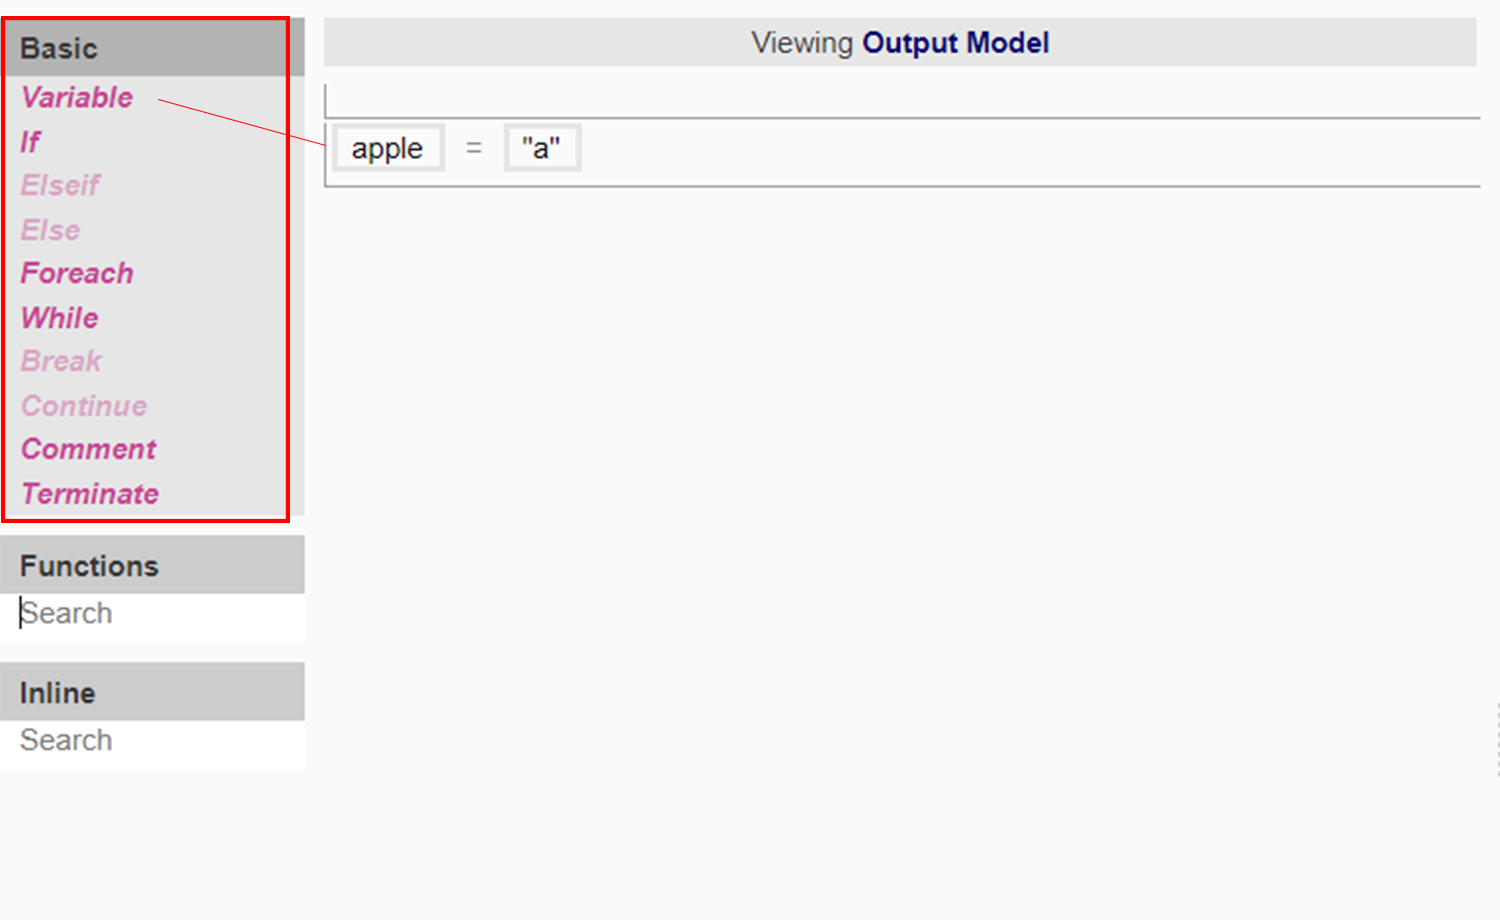 Basic
Variable
If
Elseif
Else
Foreach
While
Break
Continue
Comment
Terminate
Functions
Search
Inline
Search
Viewing Output Model
apple = "a"